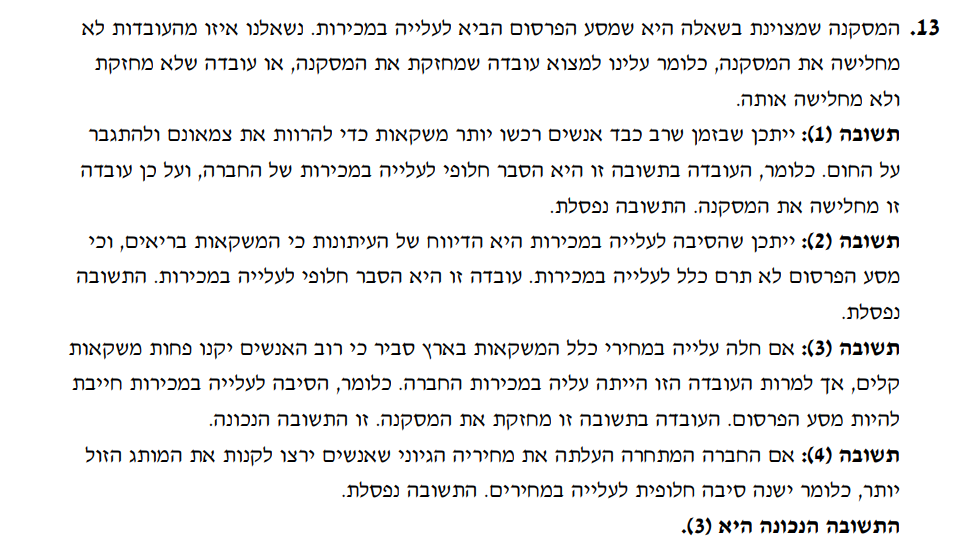 13. המסקנה שמצוינת בשאלה היא שמסע הפרסום הביא לעלייה במכירות. נשאלנו איזו מהעובדות לא
מחלישה את המסקנה, כלומר עלינו למצוא עובדה שמחזקת את המסקנה, או עובדה שלא מחזקת
ולא מחלישה אותה.
תשובה (1): ייתכן שבזמן שרב כבד אנשים רכשו יותר משקאות כדי להרוות את צמאונם ולהתגבר
על החום. כלומר, העובדה בתשובה זו היא הסבר חלופי לעלייה במכירות של החברה, ועל כן עובדה
זו מחלישה את המסקנה. התשובה נפסלת.
תשובה (2): ייתכן שהסיבה לעלייה במכירות היא הדיווח של העיתונות כי המשקאות בריאים, וכי
מסע הפרסום לא תרם כלל לעלייה במכירות. עובדה זו היא הסבר חלופי לעלייה במכירות. התשובה
נפסלת.
תשובה (3): אם חלה עלייה במחירי כלל המשקאות בארץ סביר כי רוב האנשים יקנו פחות משקאות
קלים, אך למרות העובדה הזו הייתה עליה במכירות החברה. כלומר, הסיבה לעלייה במכירות חייבת
להיות מסע הפרסום. העובדה בתשובה זו מחזקת את המסקנה. זו התשובה הנכונה.
תשובה (4): אם החברה המתחרה העלתה את מחיריה הגיוני שאנשים ירצו לקנות את המותג הזול
יותר, כלומר ישנה סיבה חלופית לעלייה במחירים. התשובה נפסלת.
התשובה הנכונה היא (3).